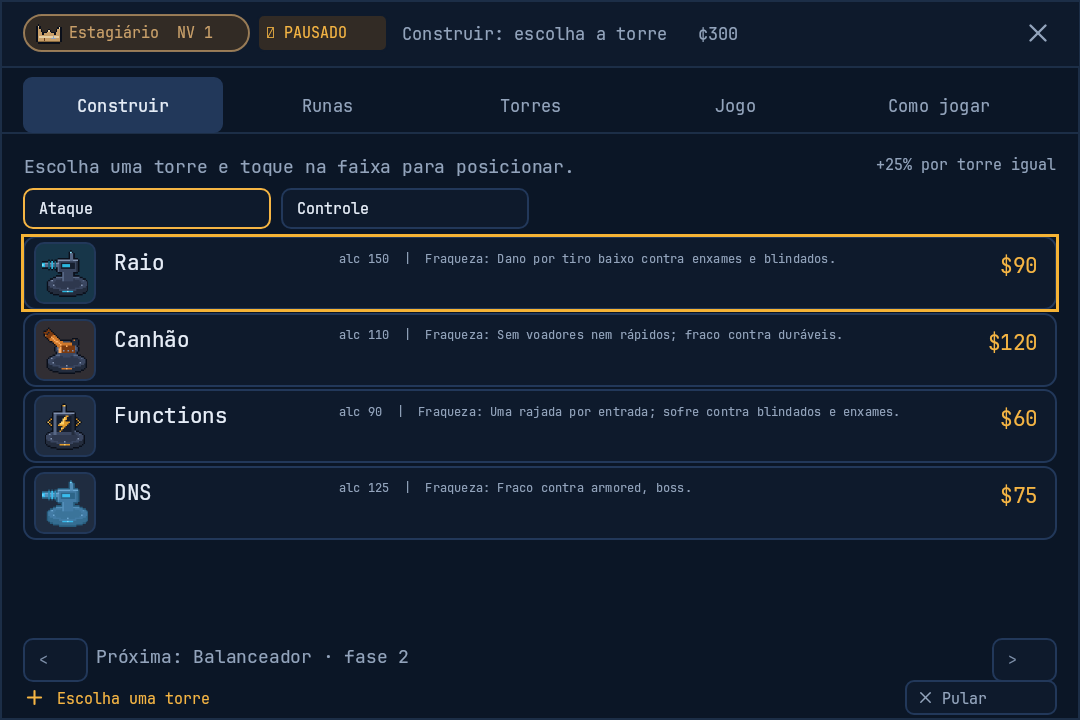 Estagiário NV 1 PAUSADO Construir: escolha a torre ₵300
Construir Runas Torres Jogo Como jogar
Escolha uma torre e toque na faixa para posicionar. +25% por torre igual
Ataque Controle
Raio alc 150 | Fraqueza: Dano por tiro baixo contra enxames e blindados. $90
Canhão alc 110 | Fraqueza: Sem voadores nem rápidos; fraco contra duráveis. $120
Functions alc 90 | Fraqueza: Uma rajada por entrada; sofre contra blindados e enxames. $60
DNS alc 125 | Fraqueza: Fraco contra armored, boss. $75
< Próxima: Balanceador · fase 2 >
+ Escolha uma torre × Pular